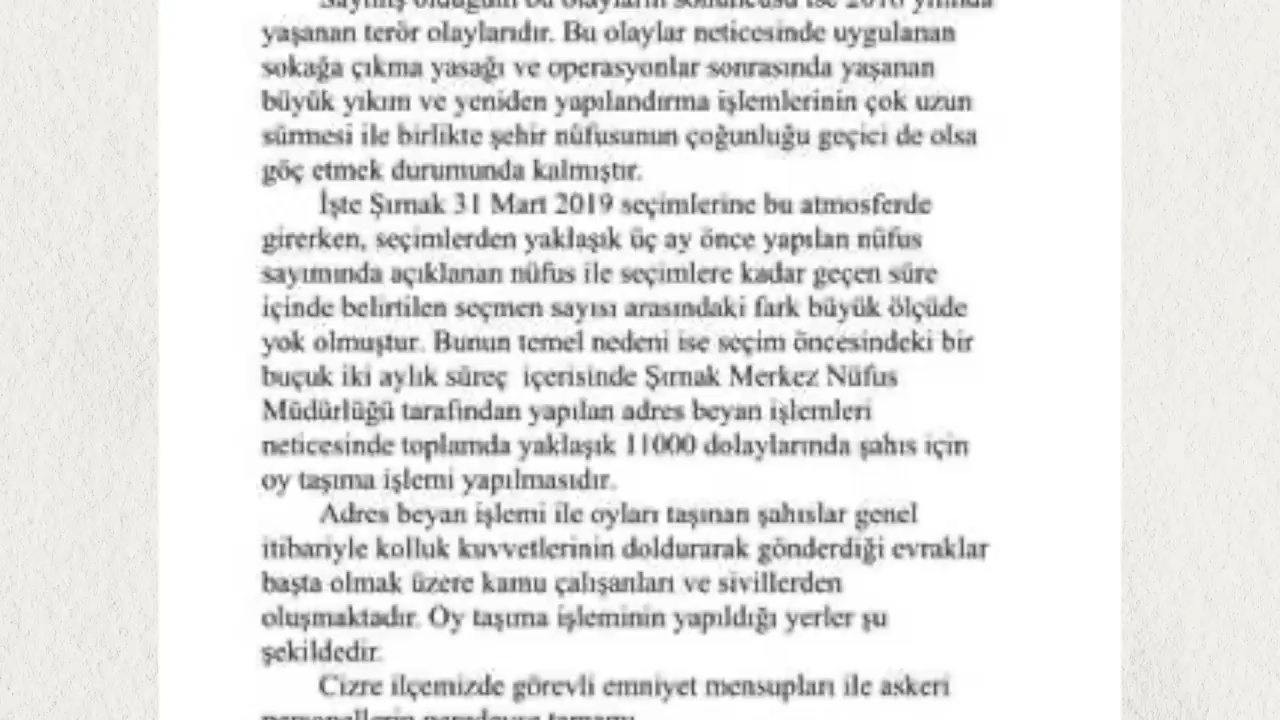 Saymış olduğum bu olayların sonuncusu ise 2016 yılında
yaşanan terör olaylarıdır. Bu olaylar neticesinde uygulanan
sokağa çıkma yasağı ve operasyonlar sonrasında yaşanan
büyük yıkım ve yeniden yapılandırma işlemlerinin çok uzun
sürmesi ile birlikte şehir nüfusunun çoğunluğu geçici de olsa
göç etmek durumunda kalmıştır.
İşte Şırnak 31 Mart 2019 seçimlerine bu atmosferde
girerken, seçimlerden yaklaşık üç ay önce yapılan nüfus
sayımında açıklanan nüfus ile seçimlere kadar geçen süre
içinde belirtilen seçmen sayısı arasındaki fark büyük ölçüde
yok olmuştur. Bunun temel nedeni ise seçim öncesindeki bir
buçuk iki aylık süreç içerisinde Şırnak Merkez Nüfus
Müdürlüğü tarafından yapılan adres beyan işlemleri
neticesinde toplamda yaklaşık 11000 dolaylarında şahıs için
oy taşıma işlemi yapılmasıdır.
Adres beyan işlemi ile oyları taşınan şahıslar genel
itibariyle kolluk kuvvetlerinin doldurarak gönderdiği evraklar
başta olmak üzere kamu çalışanları ve sivillerden
oluşmaktadır. Oy taşıma işleminin yapıldığı yerler şu
şekildedir.
Cizre ilçemizde görevli emniyet mensupları ile askeri